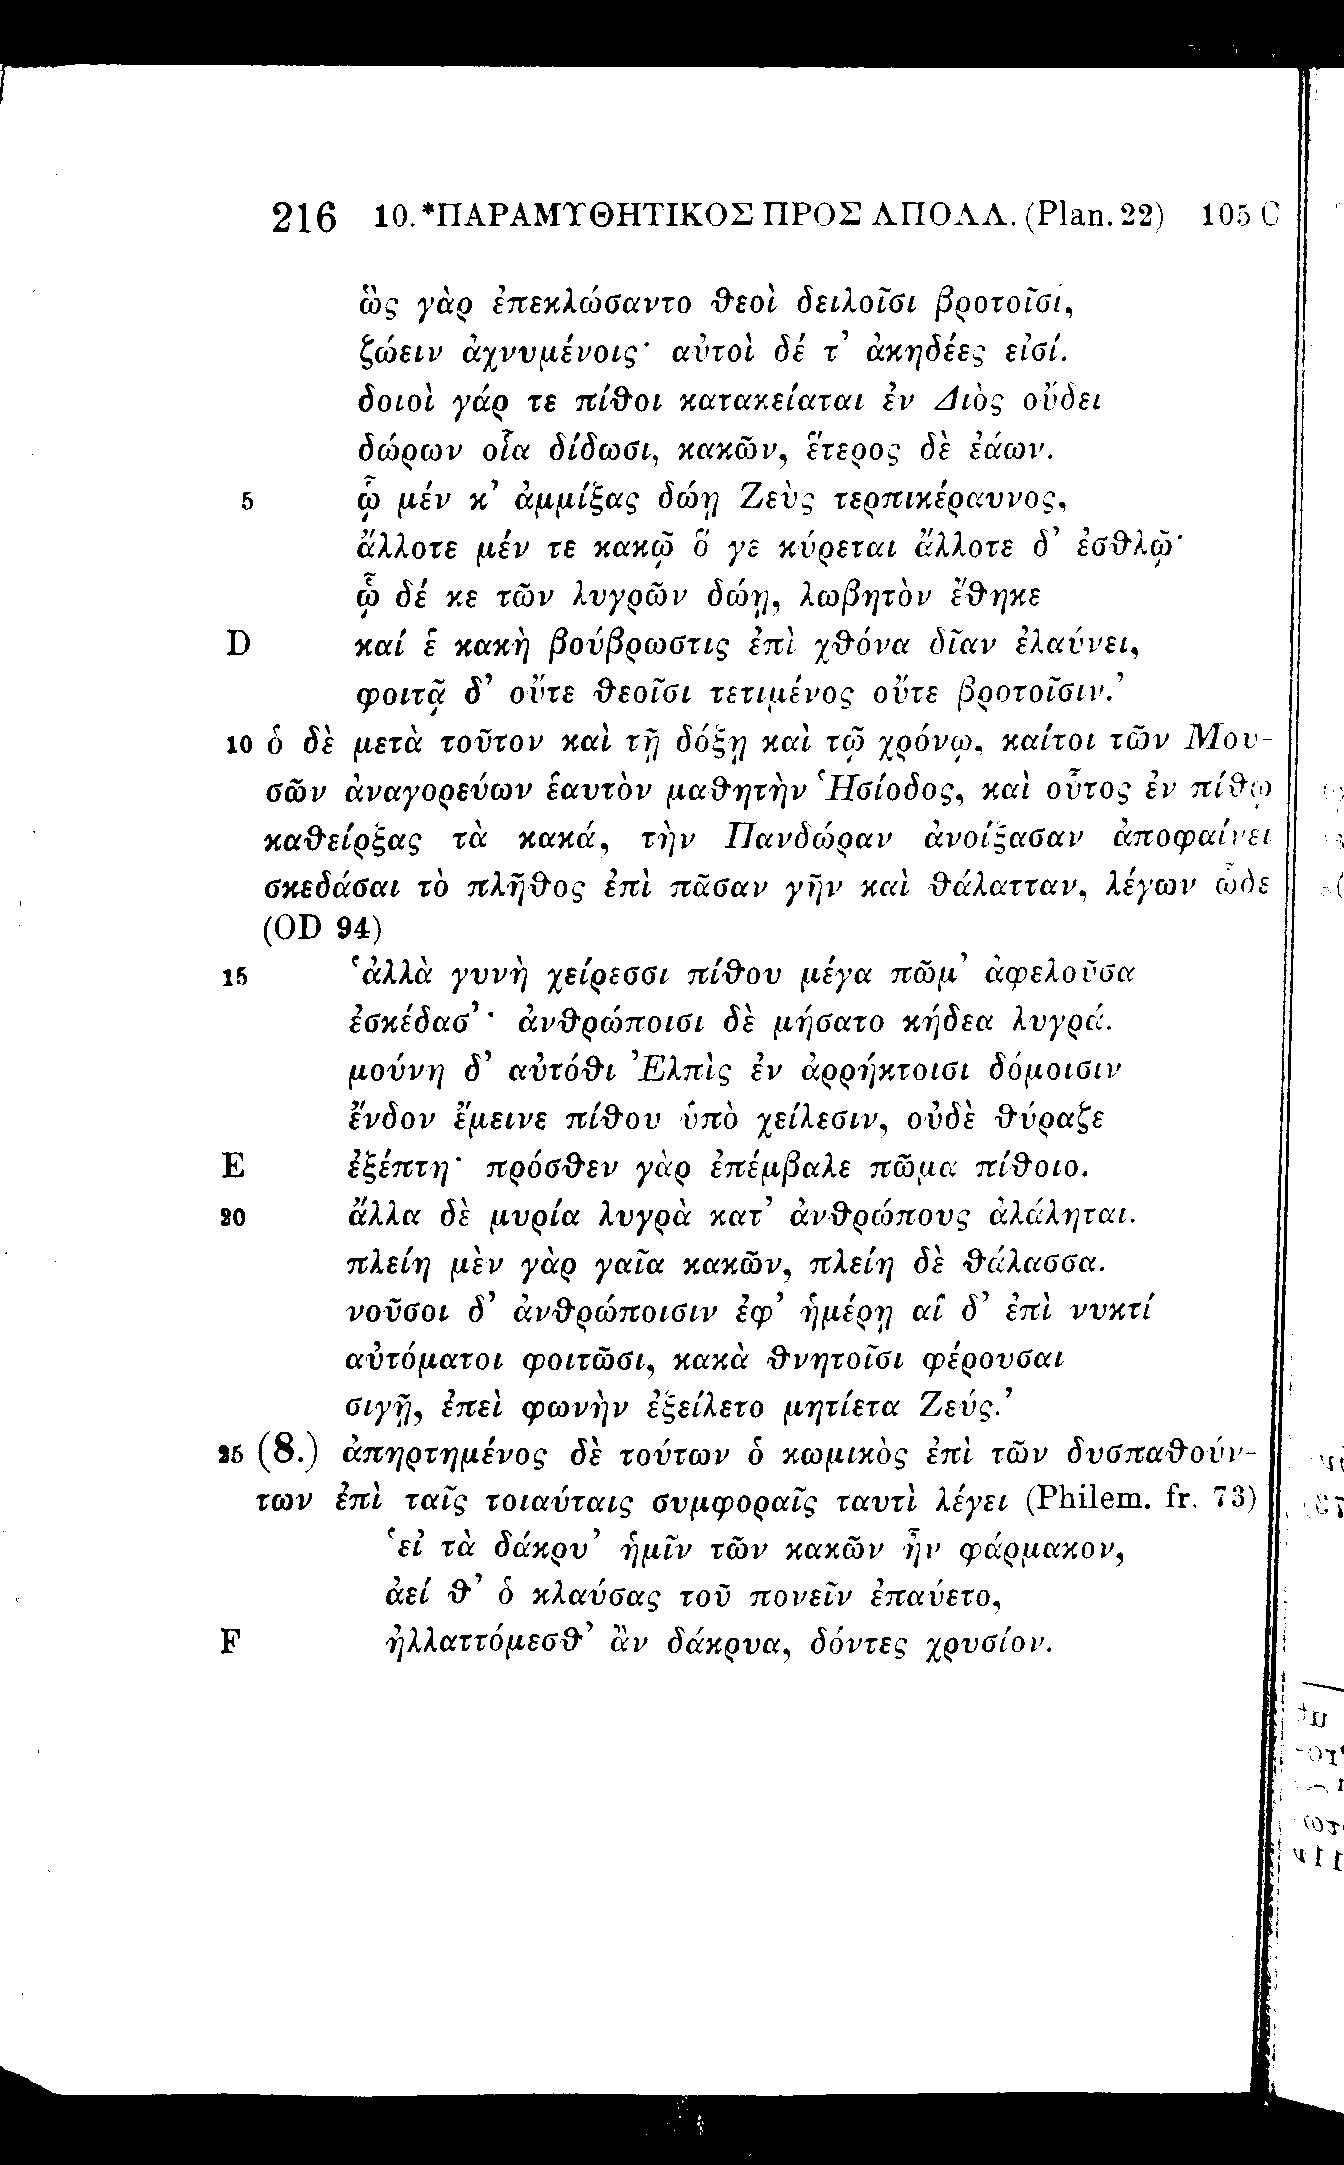 216 10.*ΠΑΡΑΜΥΘΗΤΙΚΟΣ ΠΡΟΣ ΑΠΟΛΛ. (Plan. 22) 105 C
ὣς γὰρ ἐπεκλώσαντο θεοὶ δειλοῖσι βροτοῖσι,
ζώειν ἀχνυμένοις· αὐτοὶ δέ τ’ ἀκηδέες εἰσί.
δοιοὶ γάρ τε πίθοι κατακείαται ἐν Διὸς οὔδει
δώρων οἷα δίδωσι, κακῶν, ἕτερος δὲ ἐάων.
5 ᾧ μέν κ’ ἀμμίξας δώῃ Ζεὺς τερπικέραυνος,
ἄλλοτε μέν τε κακῷ ὅ γε κύρεται ἄλλοτε δ’ ἐσθλῷ·
ᾧ δέ κε τῶν λυγρῶν δώῃ, λωβητὸν ἔθηκε
D καί ἑ κακὴ βούβρωστις ἐπὶ χθόνα δῖαν ἐλαύνει,
φοιτᾷ δ’ οὔτε θεοῖσι τετιμένος οὔτε βροτοῖσιν.’
10 ὁ δὲ μετὰ τοῦτον καὶ τῇ δόξῃ καὶ τῷ χρόνῳ, καίτοι τῶν Μου-
σῶν ἀναγορεύων ἑαυτὸν μαθητὴν Ἡσίοδος, καὶ οὗτος ἐν πίθῳ
καθείρξας τὰ κακά, τὴν Πανδώραν ἀνοίξασαν ἀποφαίνει
σκεδάσαι τὸ πλῆθος ἐπὶ πᾶσαν γῆν καὶ θάλατταν, λέγων ὧδε
(OD 94)
15 ‘ἀλλὰ γυνὴ χείρεσσι πίθου μέγα πῶμ’ ἀφελοῦσα
ἐσκέδασ’· ἀνθρώποισι δὲ μήσατο κήδεα λυγρά.
μούνη δ’ αὐτόθι Ἐλπὶς ἐν ἀρρήκτοισι δόμοισιν
ἔνδον ἔμεινε πίθου ὑπὸ χείλεσιν, οὐδὲ θύραζε
E ἐξέπτη· πρόσθεν γὰρ ἐπέμβαλε πῶμα πίθοιο.
20 ἄλλα δὲ μυρία λυγρὰ κατ’ ἀνθρώπους ἀλάληται.
πλείη μὲν γὰρ γαῖα κακῶν, πλείη δὲ θάλασσα.
νοῦσοι δ’ ἀνθρώποισιν ἐφ’ ἡμέρῃ αἳ δ’ ἐπὶ νυκτί
αὐτόματοι φοιτῶσι, κακὰ θνητοῖσι φέρουσαι
σιγῇ, ἐπεὶ φωνὴν ἐξείλετο μητίετα Ζεύς.’
25 (8.) ἀπηρτημένος δὲ τούτων ὁ κωμικὸς ἐπὶ τῶν δυσπαθούν-
των ἐπὶ ταῖς τοιαύταις συμφοραῖς ταυτὶ λέγει (Philem. fr. 73)
‘εἰ τὰ δάκρυ’ ἡμῖν τῶν κακῶν ἦν φάρμακον,
ἀεί θ’ ὁ κλαύσας τοῦ πονεῖν ἐπαύετο,
F ἠλλαττόμεσθ’ ἂν δάκρυα, δόντες χρυσίον.